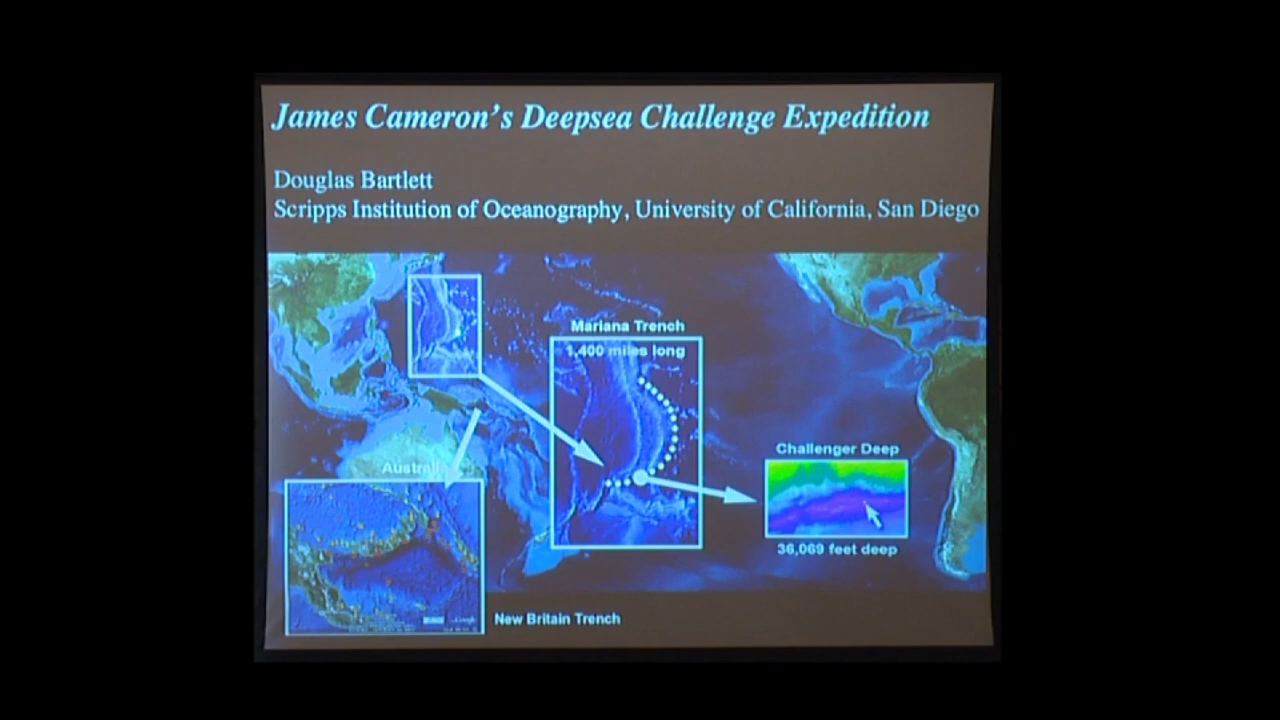 James Cameron's Deepsea Challenge Expedition
Douglas Bartlett
Scripps Institution of Oceanography, University of California, San Diego
Mariana Trench
1,400 miles long
Challenger Deep
36,069 feet deep
New Britain Trench